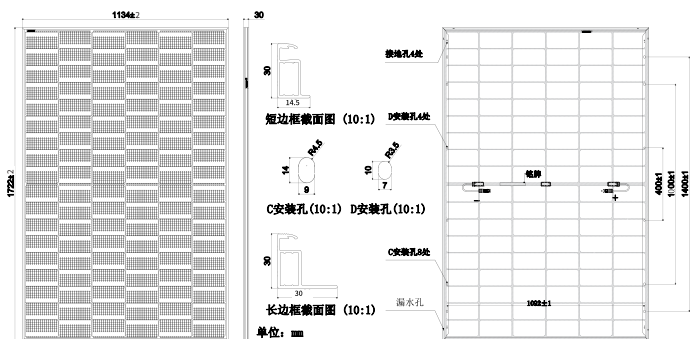 1134±2
30
1722±2
30
14.5
短边框截面图 (10:1)
R4.5
14
9
R3.5
10
7
C安装孔(10:1)
D安装孔(10:1)
30
30
长边框截面图 (10:1)
单位: mm
接地孔4处
D安装孔4处
铭牌
-
+
C安装孔8处
漏水孔
1092±1
400±1
1400±1